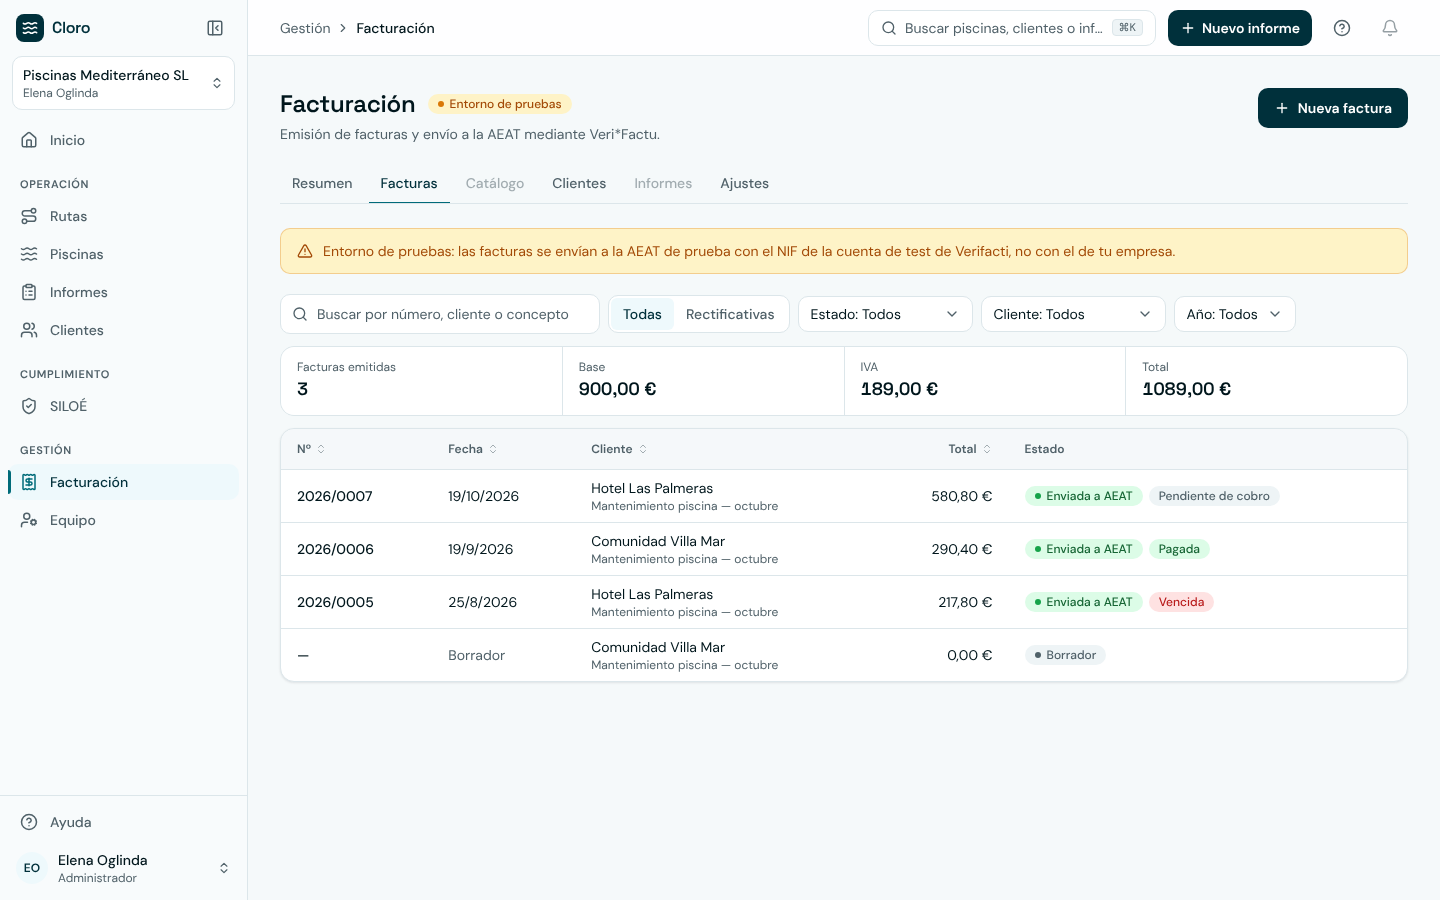 Cloro
Piscinas Mediterráneo SL
Elena Oglinda
Inicio
OPERACIÓN
Rutas
Piscinas
Informes
Clientes
CUMPLIMIENTO
SILOÉ
GESTIÓN
Facturación
Equipo
Ayuda
EO
Elena Oglinda
Administrador
Gestión > Facturación
Buscar piscinas, clientes o inf... ⌘K
+ Nuevo informe
Facturación Entorno de pruebas
Emisión de facturas y envío a la AEAT mediante Veri*Factu.
+ Nueva factura
Resumen Facturas Catálogo Clientes Informes Ajustes
Entorno de pruebas: las facturas se envían a la AEAT de prueba con el NIF de la cuenta de test de Verifacti, no con el de tu empresa.
Buscar por número, cliente o concepto Todas Rectificativas Estado: Todos Cliente: Todos Año: Todos
Facturas emitidas Base IVA Total
3 900,00 € 189,00 € 1089,00 €
Nº Fecha Cliente Total Estado
2026/0007 19/10/2026 Hotel Las Palmeras 580,80 € Enviada a AEAT Pendiente de cobro
Mantenimiento piscina — octubre
2026/0006 19/9/2026 Comunidad Villa Mar 290,40 € Enviada a AEAT Pagada
Mantenimiento piscina — octubre
2026/0005 25/8/2026 Hotel Las Palmeras 217,80 € Enviada a AEAT Vencida
Mantenimiento piscina — octubre
— Borrador Comunidad Villa Mar 0,00 € Borrador
Mantenimiento piscina — octubre